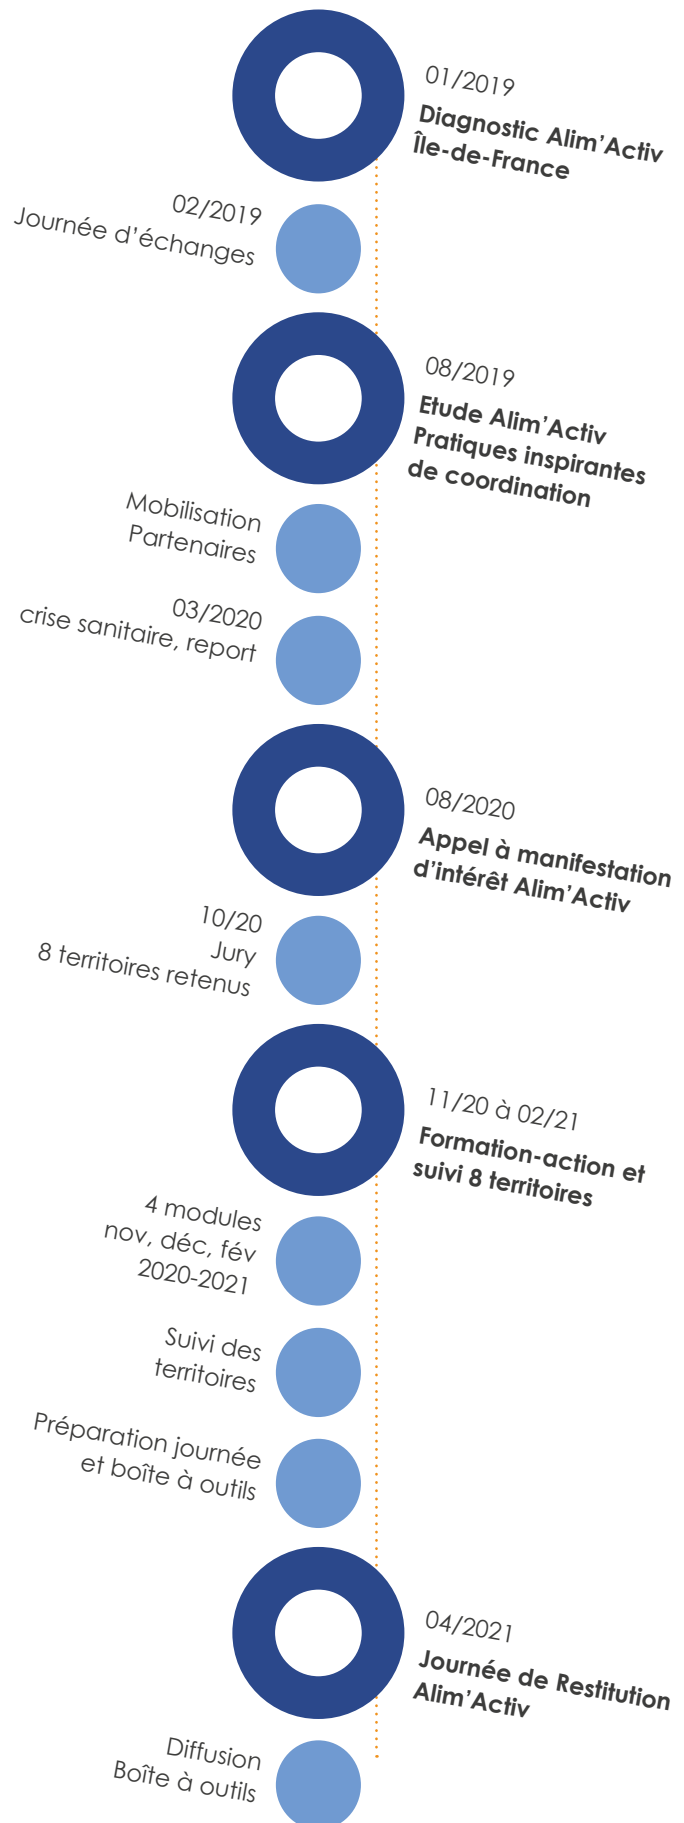 01/2019
Diagnostic Alim’Activ
Île-de-France
02/2019
Journée d’échanges
08/2019
Etude Alim’Activ
Pratiques inspirantes
de coordination
Mobilisation
Partenaires
03/2020
crise sanitaire, report
08/2020
Appel à manifestation
d’intérêt Alim’Activ
10/20
Jury
8 territoires retenus
11/20 à 02/21
Formation-action et
suivi 8 territoires
4 modules
nov, déc, fév
2020-2021
Suivi des
territoires
Préparation journée
et boîte à outils
04/2021
Journée de Restitution
Alim’Activ
Diffusion
Boîte à outils